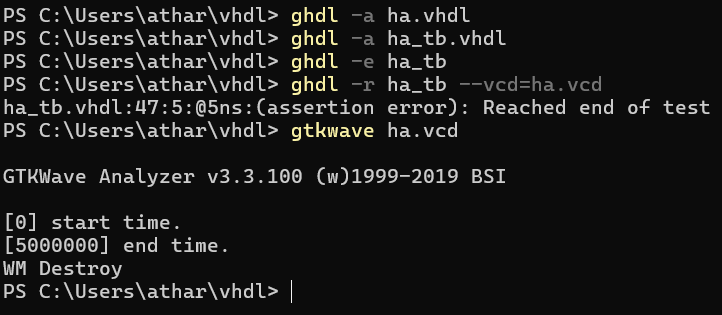 PS C:\Users\athar\vhdl> ghdl -a ha.vhdl
PS C:\Users\athar\vhdl> ghdl -a ha_tb.vhdl
PS C:\Users\athar\vhdl> ghdl -e ha_tb
PS C:\Users\athar\vhdl> ghdl -r ha_tb --vcd=ha.vcd
ha_tb.vhdl:47:5:@5ns:(assertion error): Reached end of test
PS C:\Users\athar\vhdl> gtkwave ha.vcd
GTKWave Analyzer v3.3.100 (w)1999-2019 BSI
[0] start time.
[5000000] end time.
WM Destroy
PS C:\Users\athar\vhdl>